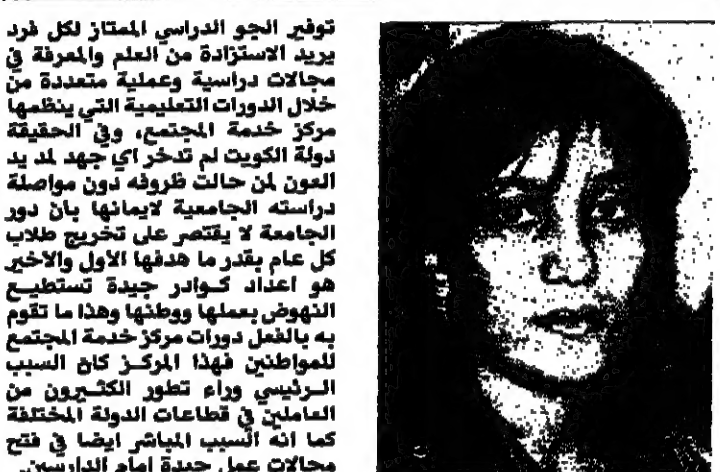 توفير الجو الدراسي الممتاز لكل فرد
يريد الاستزادة من العلم والمعرفة في
مجالات دراسية وعملية متعددة من
خلال الدورات التعليمية التي ينظمها
مركز خدمة المجتمع، وفي الحقيقة
دولة الكويت لم تدخر اي جهد لمد يد
العون لمن حالت ظروفه دون مواصلة
دراسته الجامعية لايمانها بان دور
الجامعة لا يقتصر على تخريج طلاب
كل عام بقدر ما هدفها الاول والاخير
هو اعداد كوادر جيدة تستطيع
النهوض بعملها ووطنها وهذا ما تقوم
به بالفعل دورات مركز خدمة المجتمع
للمواطنين فهذا المركز كان السبب
الرئيسي وراء تطور الكثيرون من
العاملين في قطاعات الدولة المختلفة
كما انه السبب المباشر ايضا في فتح
مجالات عمل جيدة امام الدارسين.